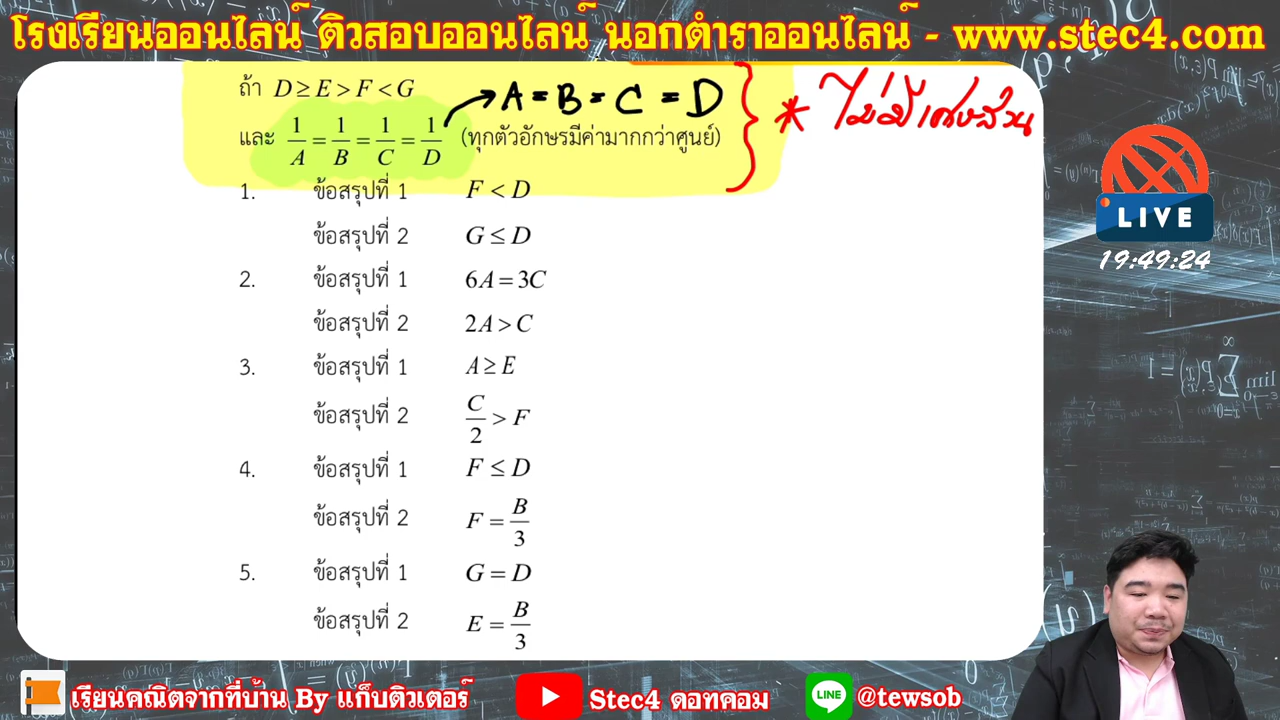 โรงเรียนออนไลน์ ติวสอบออนไลน์ นอกตำราออนไลน์ - www.stec4.com
ถ้า D ≥ E > F < G
A = B = C = D
* ไม่มีเศษส่วน
และ 1/A = 1/B = 1/C = 1/D (ทุกตัวอักษรมีค่ามากกว่าศูนย์)
1. ข้อสรุปที่ 1 F < D
ข้อสรุปที่ 2 G ≤ D
LIVE
19:49:24
2. ข้อสรุปที่ 1 6A = 3C
ข้อสรุปที่ 2 2A > C
3. ข้อสรุปที่ 1 A ≥ E
ข้อสรุปที่ 2 C/2 > F
4. ข้อสรุปที่ 1 F ≤ D
ข้อสรุปที่ 2 F = B/3
5. ข้อสรุปที่ 1 G = D
ข้อสรุปที่ 2 E = B/3
เรียนคณิตจากที่บ้าน By แก็บติวเตอร์
Stec4 ดอทคอม
LINE @tewsob